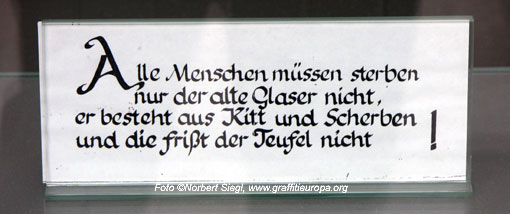 Alle Menschen müssen sterben
nur der alte Glaser nicht,
er besteht aus Kitt und Scherben
und die frißt der Teufel nicht !
Foto ©Norbert Siegl, www.graffitieuropa.org